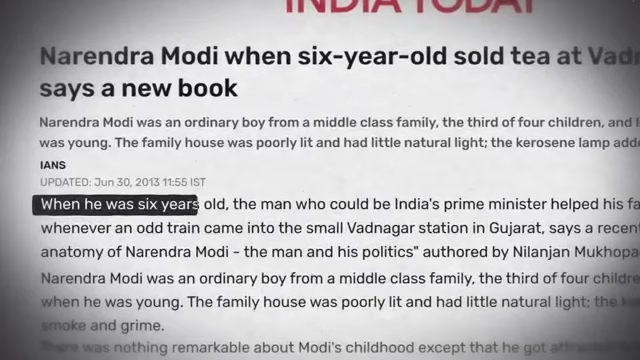 INDIA TODAY
Narendra Modi when six-year-old sold tea at
says a new book
Narendra Modi was an ordinary boy from a middle class family, the third of four children, and
was young. The family house was poorly lit and had little natural light; the kerosene lamp
IANS
UPDATED: Jun 30, 2013 11:55 IST
When he was six years old, the man who could be India's prime minister helped his
whenever an odd train came into the small Vadnagar station in Gujarat, says a
anatomy of Narendra Modi - the man and his politics" authored by Nilanjan
Narendra Modi was an ordinary boy from a middle class family, the third of four
when he was young. The family house was poorly lit and had little natural light; the
smoke and grime.
There was nothing remarkable about Modi's childhood except that he got